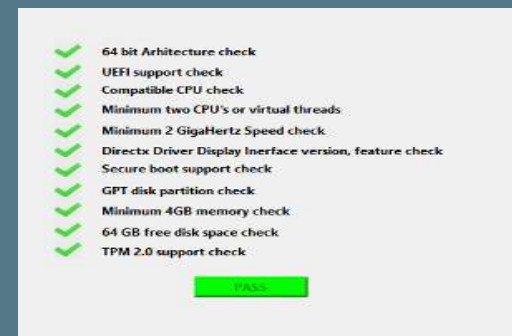 64 bit Arhitecture check
UEFI support check
Compatible CPU check
Minimum two CPU's or virtual threads
Minimum 2 GigaHertz Speed check
Directx Driver Display Inerface version, feature check
Secure boot support check
GPT disk partition check
Minimum 4GB memory check
64 GB free disk space check
TPM 2.0 support check
PASS